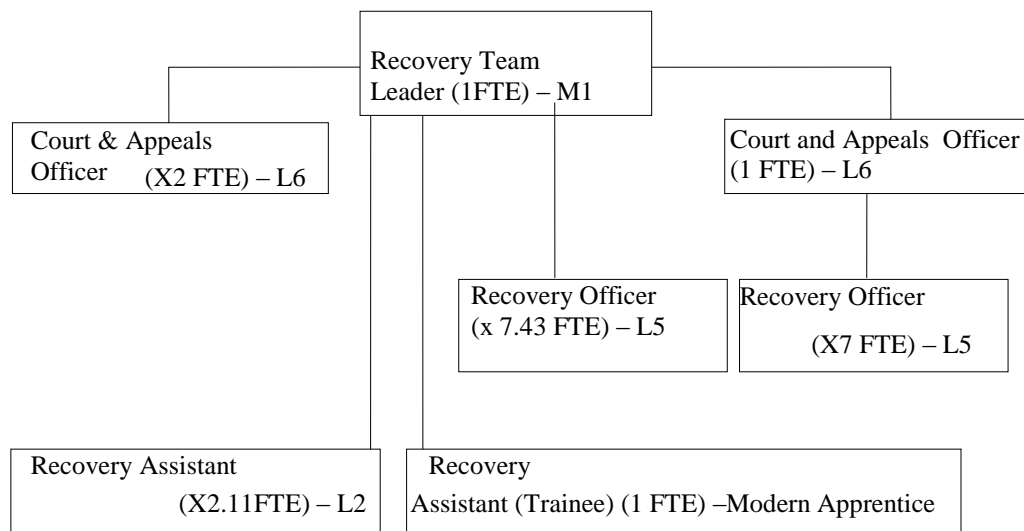 Recovery Team
Leader (1FTE) – M1
Court & Appeals
Officer (X2 FTE) – L6
Court and Appeals Officer
(1 FTE) – L6
Recovery Officer
(x 7.43 FTE) – L5
Recovery Officer
(X7 FTE) – L5
Recovery Assistant
(X2.11FTE) – L2
Recovery
Assistant (Trainee) (1 FTE) –Modern Apprentice